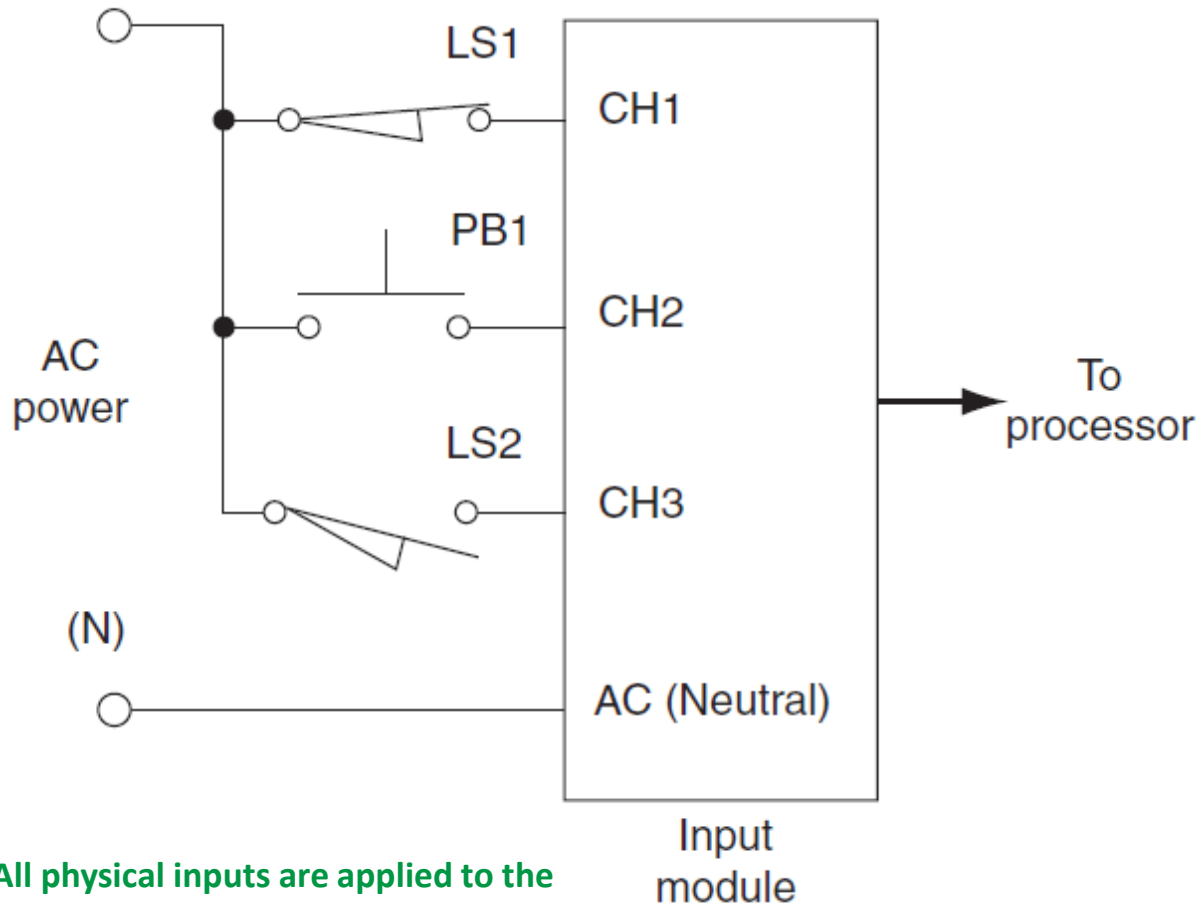 LS1
CH1
PB1
CH2
AC
power
To
processor
LS2
CH3
(N)
AC (Neutral)
Input
module
All physical inputs are applied to the